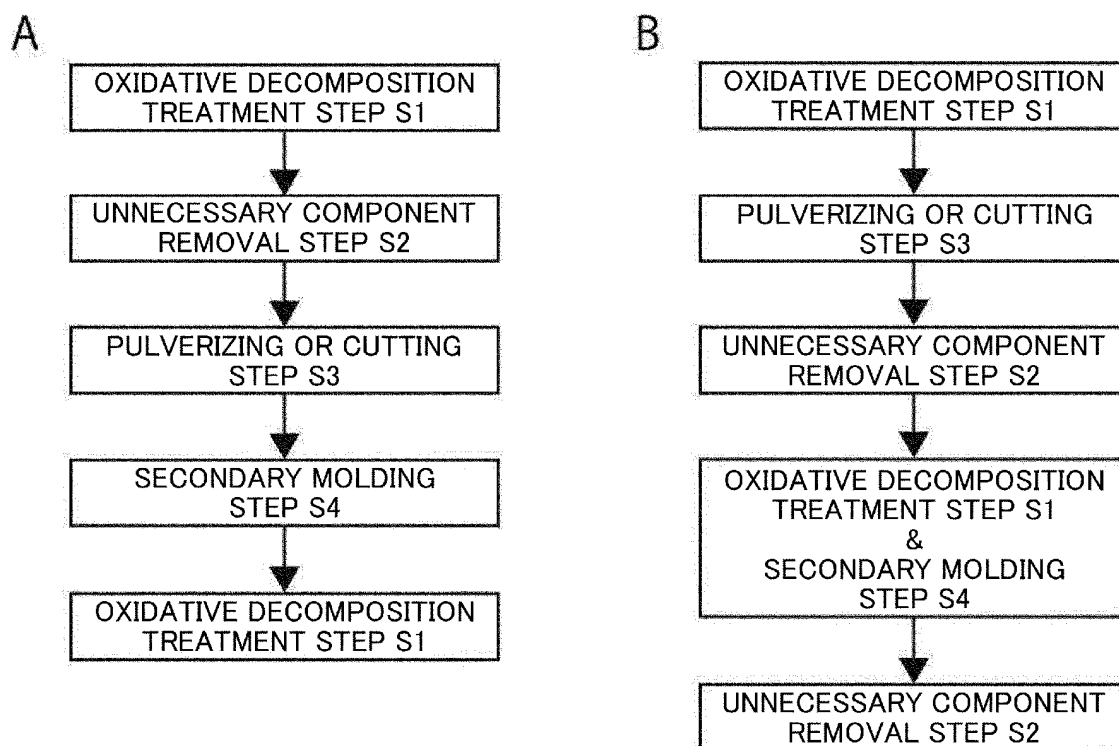 A
OXIDATIVE DECOMPOSITION
TREATMENT STEP S1
UNNECESSARY COMPONENT
REMOVAL STEP S2
PULVERIZING OR CUTTING
STEP S3
SECONDARY MOLDING
STEP S4
OXIDATIVE DECOMPOSITION
TREATMENT STEP S1
B
OXIDATIVE DECOMPOSITION
TREATMENT STEP S1
PULVERIZING OR CUTTING
STEP S3
UNNECESSARY COMPONENT
REMOVAL STEP S2
OXIDATIVE DECOMPOSITION
TREATMENT STEP S1
&
SECONDARY MOLDING
STEP S4
UNNECESSARY COMPONENT
REMOVAL STEP S2